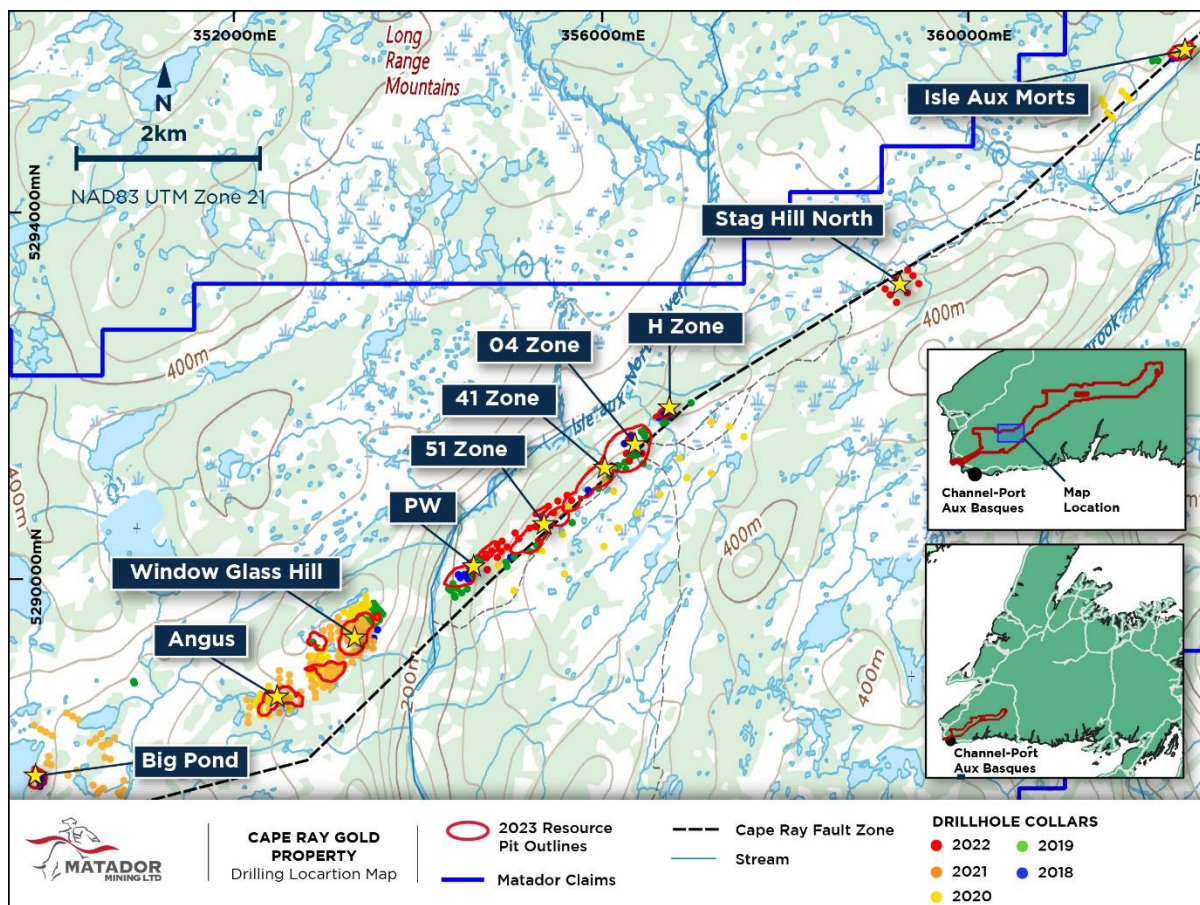 352000mE
356000mE
360000mE
Long
Range
Mountains
N
2km
NAD83 UTM Zone 21
5294000mN
5290000mN
Isle Aux Morts
Stag Hill North
H Zone
04 Zone
41 Zone
51 Zone
PW
Window Glass Hill
Angus
Big Pond
Isle aux Mort
River
400m
400m
400m
400m
400m
200m
Channel-Port
Aux Basques
Map
Location
Channel-Port
Aux Basques
MATADOR
MINING LTD
CAPE RAY GOLD
PROPERTY
Drilling Locartion Map
2023 Resource
Pit Outlines
Matador Claims
Cape Ray Fault Zone
Stream
DRILLHOLE COLLARS
2022
2021
2020
2019
2018